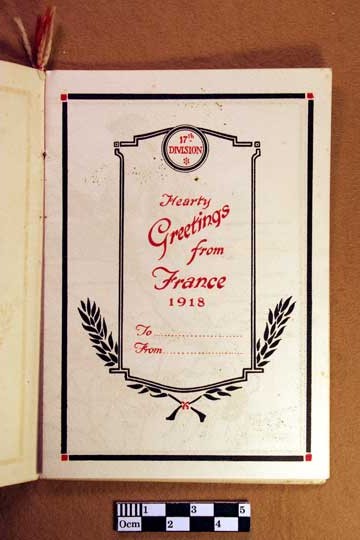 17th
DIVISION
Hearty
Greetings
from
France
1918
To
From
1 3 5
0cm 2 4